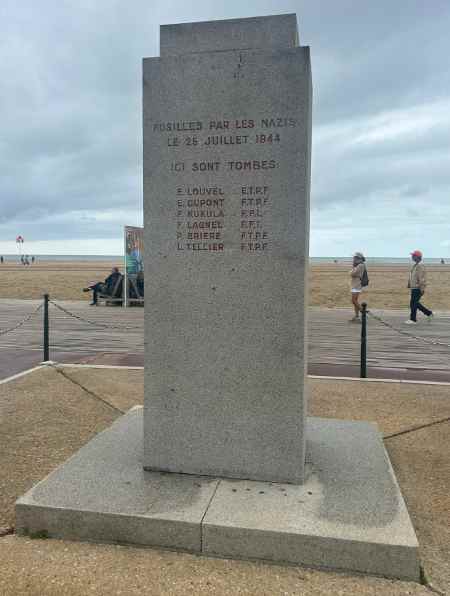 FUSILLES PAR LES NAZIS
LE 25 JUILLET 1944
ICI SONT TOMBES
E. LOUVEL F.T.P.F
E. DUPONT F.T.P.F.
F. KUKULA F.F.I.
F. LAGNEL F.F.I.
P. BRIERE F.T.P.F.
L. TELLIER F.T.P.F.